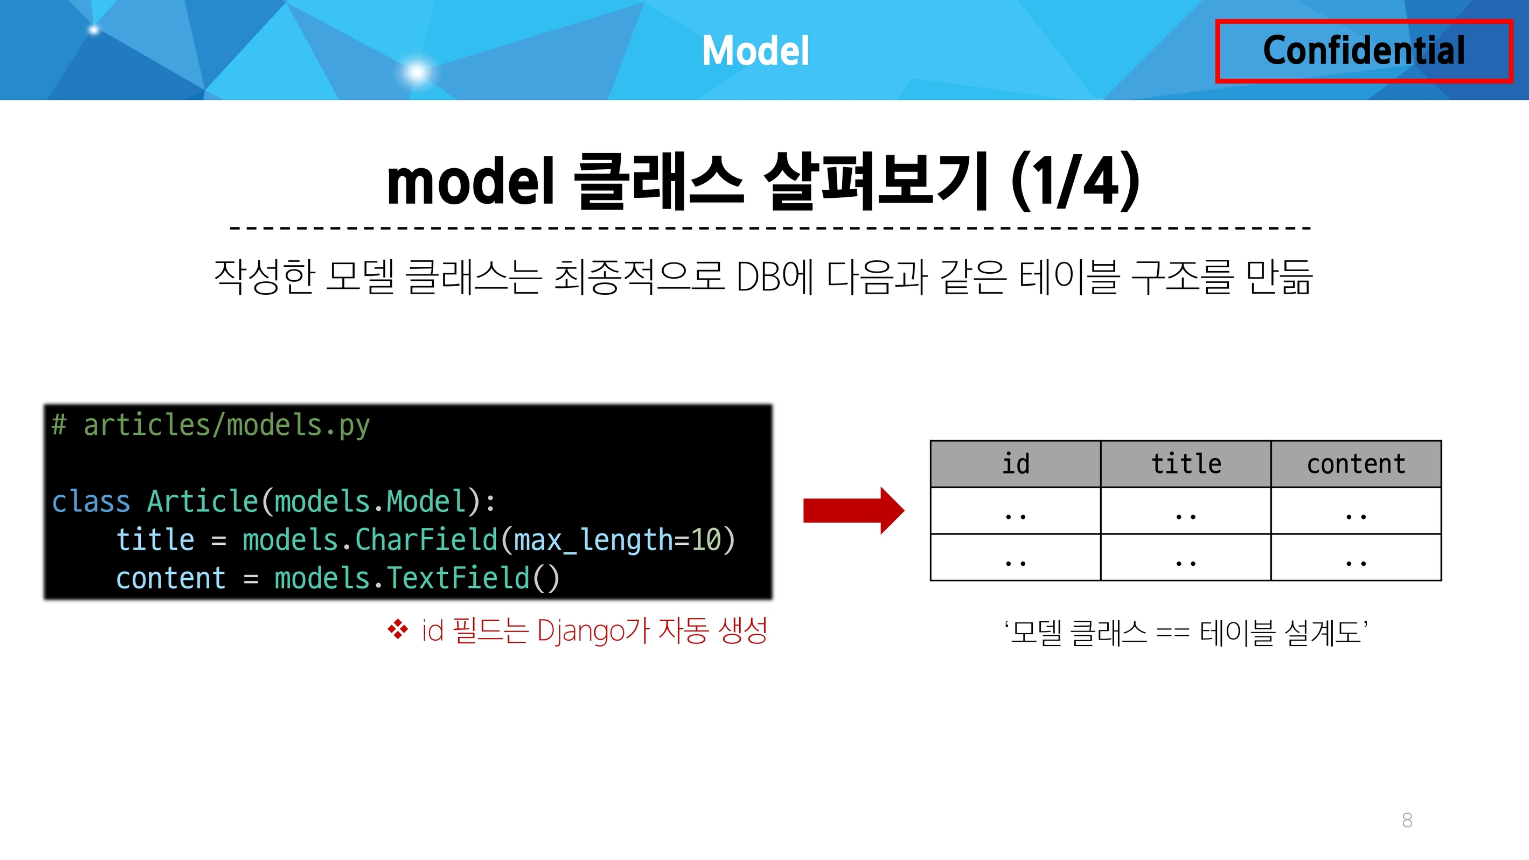 Model
Confidential
model 클래스 살펴보기 (1/4)
작성한 모델 클래스는 최종적으로 DB에 다음과 같은 테이블 구조를 만듦
# articles/models.py
class Article(models.Model):
    title = models.CharField(max_length=10)
    content = models.TextField()
❖ id 필드는 Django가 자동 생성
id title content
.. .. ..
.. .. ..
‘모델 클래스 == 테이블 설계도’
8